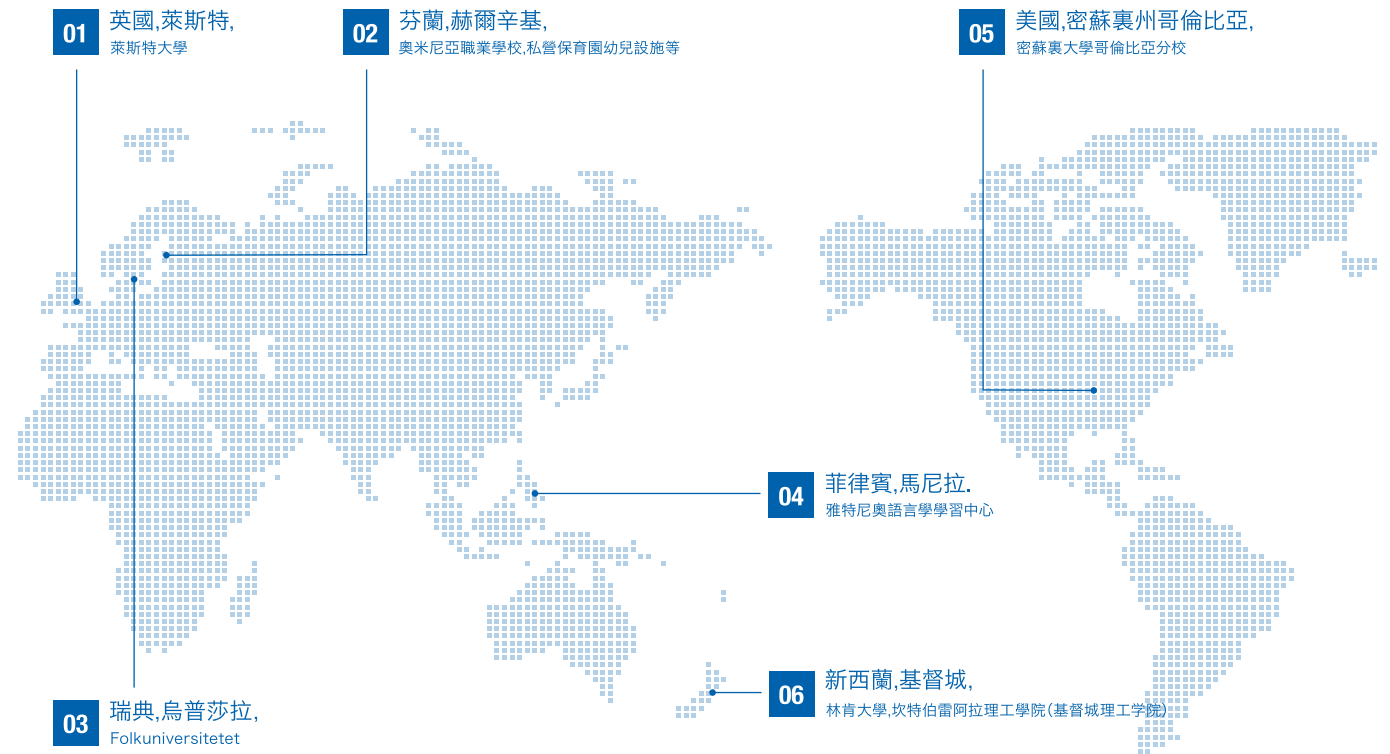 01
英國,萊斯特,
萊斯特大學
02
芬蘭,赫爾辛基,
奧米尼亞職業學校,私營保育園幼兒設施等
05
美國,密蘇裏州哥倫比亞,
密蘇裏大學哥倫比亞分校
04
菲律賓,馬尼拉.
雅特尼奧語言學學習中心
06
新西蘭,基督城,
林肯大學,坎特伯雷阿拉理工學院(基督城理工学院)
03
瑞典,烏普莎拉,
Folkuniversitetet